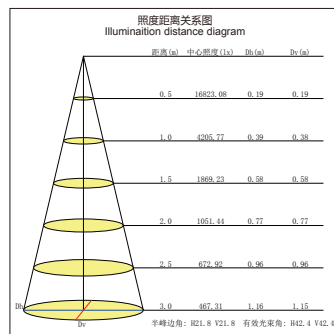 照度距离关系图
Illuminaition distance diagram
距离(m) 中心照度(lx) Dh(m) Dv(m)
0.5 16823.08 0.19 0.19
1.0 4205.77 0.39 0.38
1.5 1869.23 0.58 0.58
2.0 1051.44 0.77 0.77
2.5 672.92 0.96 0.96
3.0 467.31 1.16 1.15
Dh
Dv
半峰边角: H21.8 V21.8 有效光束角: H42.4 V42.4